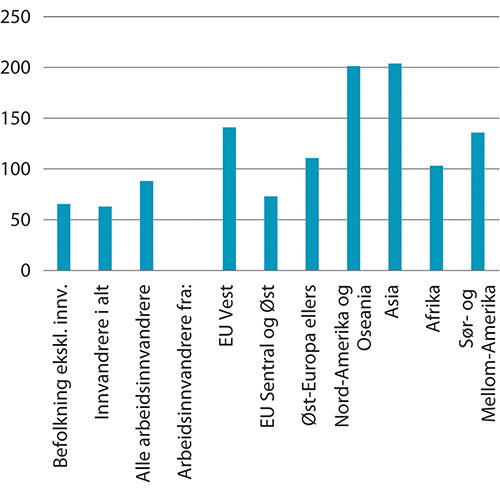 250
200
150
100
50
0
Befolkning ekskl. innv.
Innvandrere i alt
Alle arbeidsinnvandrere
Arbeidsinnvandrere fra:
EU Vest
EU Sentral og Øst
Øst-Europa ellers
Nord-Amerika og
Oseania
Asia
Afrika
Sør- og
Mellom-Amerika